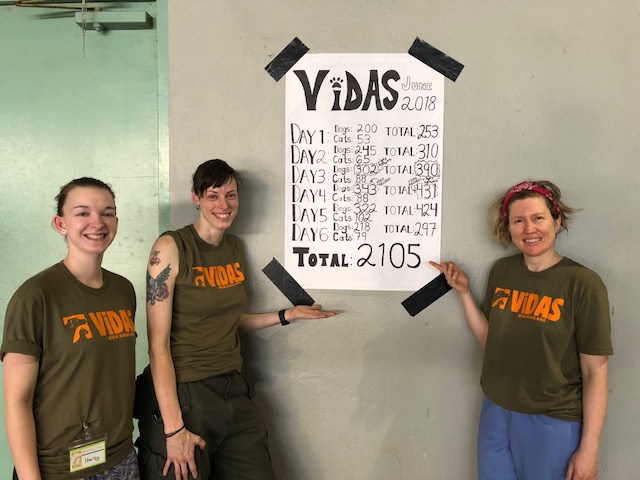 VIDAS JUNE 2018
DAY 1: Dogs: 200 Cats: 53 TOTAL: 253
DAY 2: Dogs: 245 Cats: 65 TOTAL: 310
DAY 3: Dogs: 302 Cats: 88 TOTAL: 390
DAY 4: Dogs: 343 Cats: 88 TOTAL: 431
DAY 5: Dogs: 322 Cats: 102 TOTAL: 424
DAY 6 Dogs: 218 Cats 79 TOTAL: 297
TOTAL: 2105
ViDAS
ViDAS
ViDAS